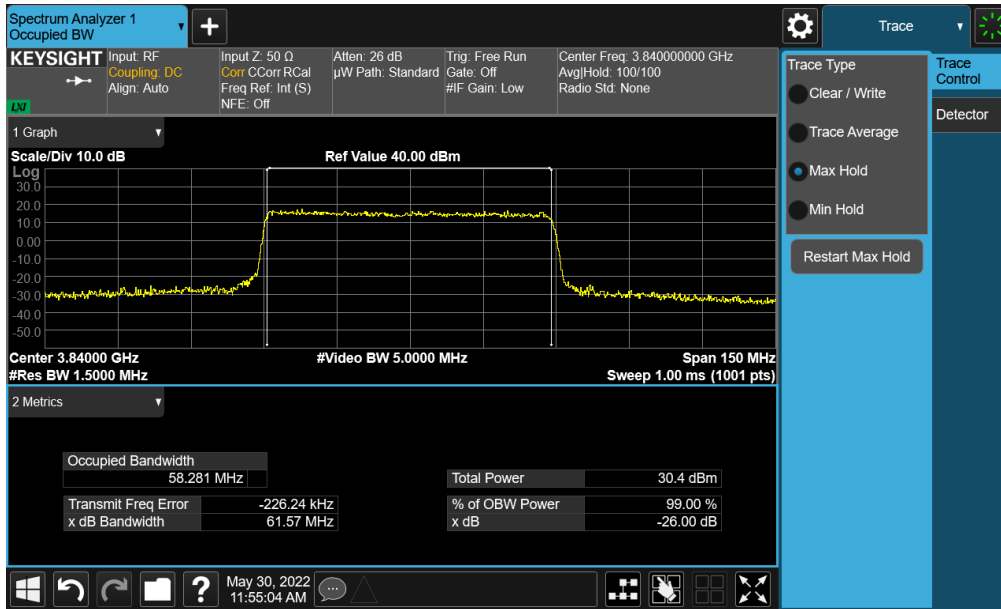 Spectrum Analyzer 1
Occupied BW
+
Trace
KEYSIGHT
LXI
Input: RF
Coupling: DC
Align: Auto
Input Z: 50 Ω
Corr CCorr RCal
Freq Ref: Int (S)
NFE: Off
Atten: 26 dB
µW Path: Standard
Trig: Free Run
Gate: Off
#IF Gain: Low
Center Freq: 3.840000000 GHz
Avg|Hold: 100/100
Radio Std: None
Trace Type
Clear / Write
Trace Average
Max Hold
Min Hold
Restart Max Hold
Trace
Control
Detector
1 Graph
Scale/Div 10.0 dB
Ref Value 40.00 dBm
Log
30.0
20.0
10.0
0.00
-10.0
-20.0
-30.0
-40.0
-50.0
Center 3.84000 GHz
#Video BW 5.0000 MHz
Span 150 MHz
#Res BW 1.5000 MHz
Sweep 1.00 ms (1001 pts)
2 Metrics
Occupied Bandwidth
58.281 MHz
Total Power 30.4 dBm
Transmit Freq Error -226.24 kHz
% of OBW Power 99.00 %
x dB Bandwidth 61.57 MHz
x dB -26.00 dB
?
May 30, 2022
11:55:04 AM